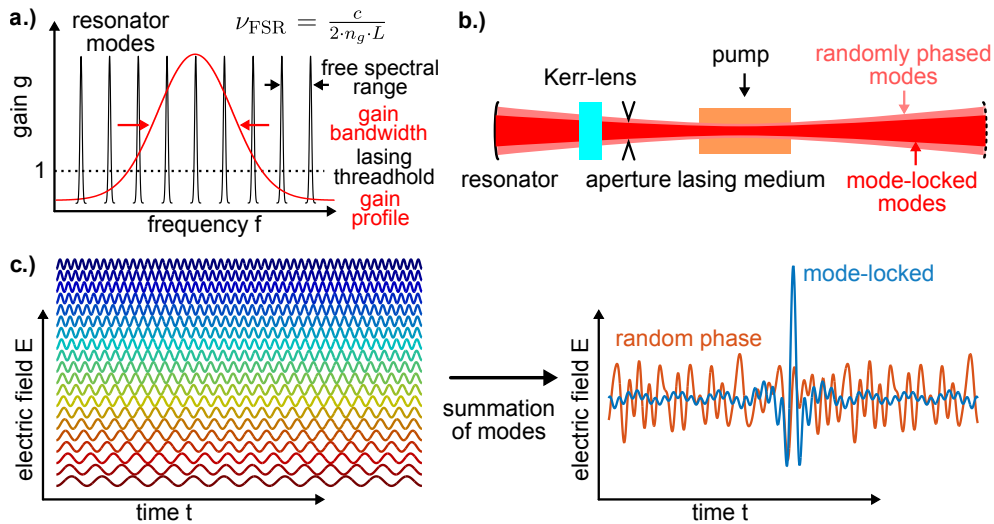 a.)
resonator
modes
ν_FSR = c / (2·n_g·L)
free spectral
range
gain
bandwidth
lasing
threadhold
gain
profile
gain g
1
frequency f
b.)
randomly phased
modes
pump
Kerr-lens
resonator
aperture
lasing medium
mode-locked
modes
c.)
electric field E
time t
summation
of modes
mode-locked
random phase
electric field E
time t